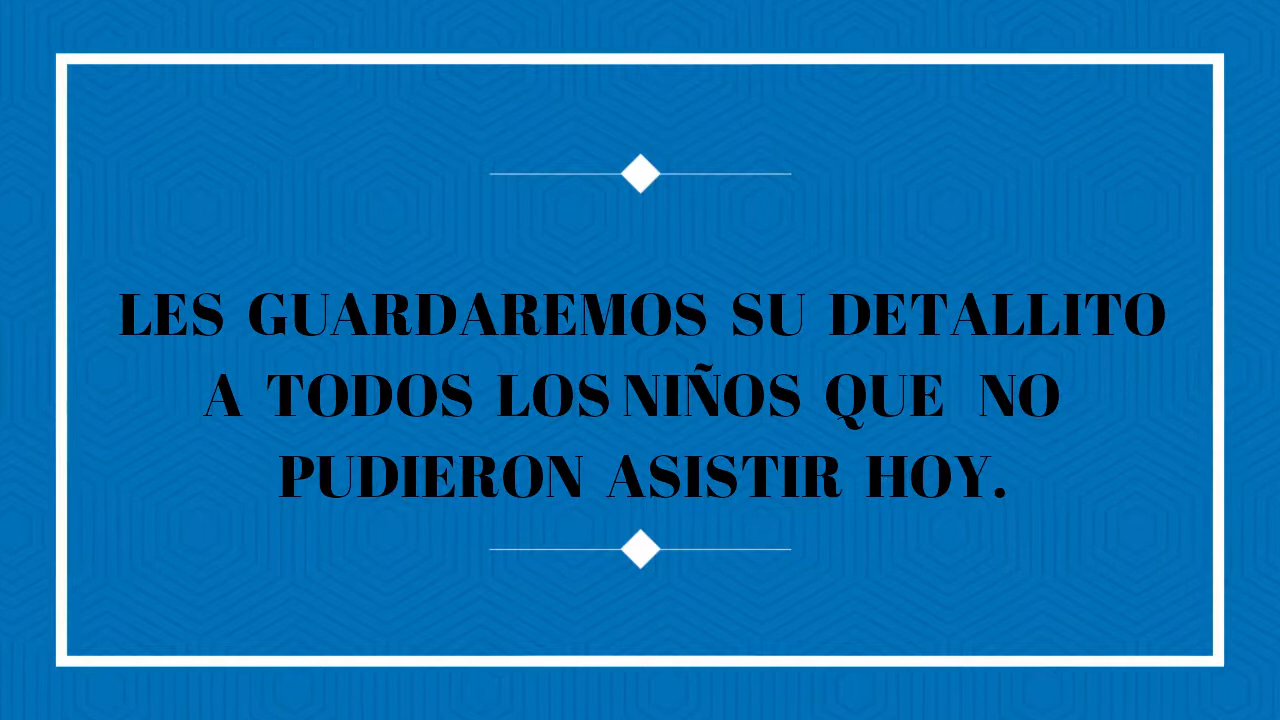 LES GUARDAREMOS SU DETALLITO
A TODOS LOS NIÑOS QUE NO
PUDIERON ASISTIR HOY.